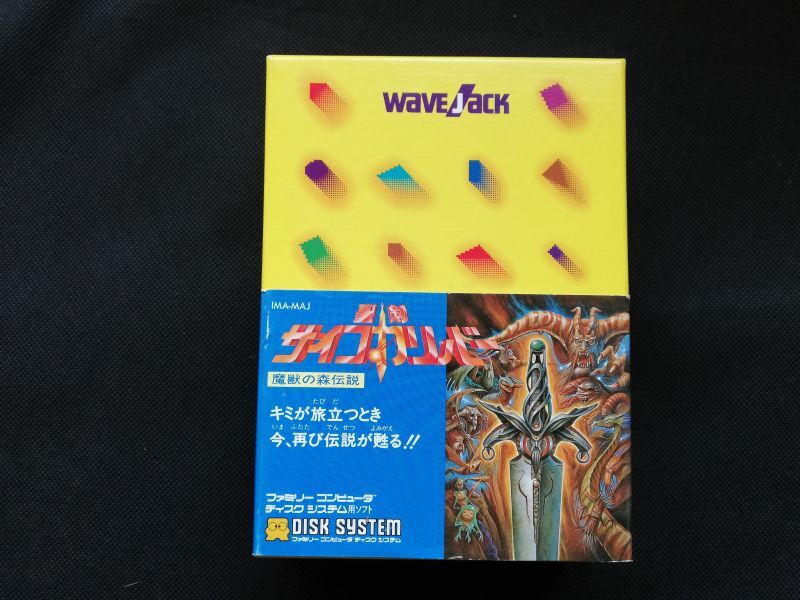 WAVEJACK
IMA-MAJ
聖剣
サイコカリバー
魔獣の森伝説
たび だ
キミが旅立つとき
いま ふたた でん せつ よみがえ
今、再び伝説が甦る!!
ファミリー コンピュータ
ディスク システム用ソフト
DISK SYSTEM
ファミリー コンピュータ ディスク システム